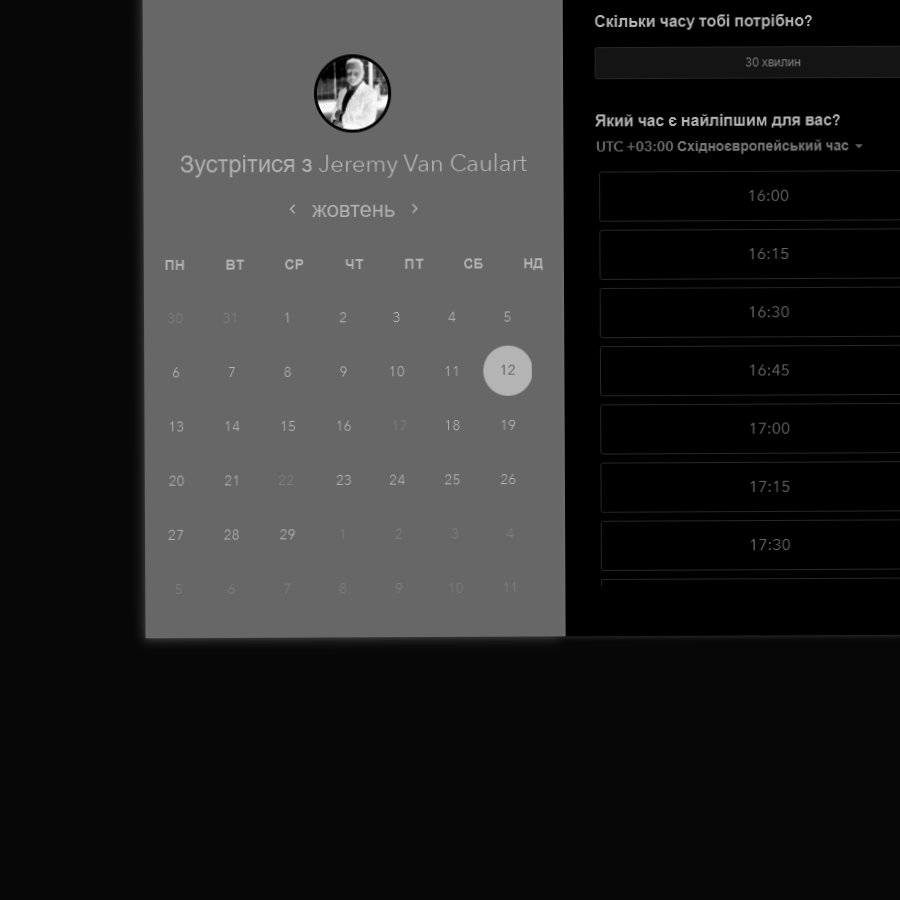 Зустрітися з Jeremy Van Caulart
жовтень
ПН ВТ СР ЧТ ПТ СБ НД
30 31 1 2 3 4 5
6 7 8 9 10 11 12
13 14 15 16 17 18 19
20 21 22 23 24 25 26
27 28 29 1 2 3 4
5 6 7 8 9 10 11
Скільки часу тобі потрібно?
30 хвилин
Який час є найліпшим для вас?
UTC +03:00 Східноєвропейський час
16:00
16:15
16:30
16:45
17:00
17:15
17:30